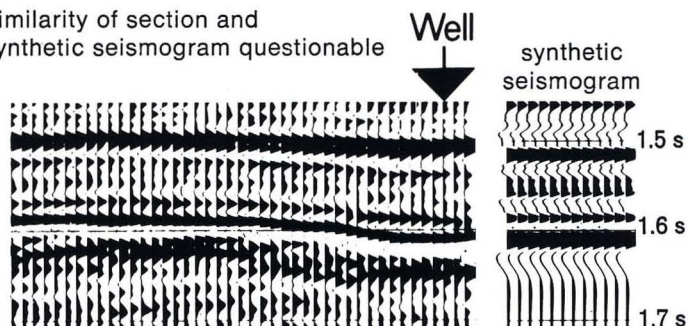 imilarity of section and
ynthetic seismogram questionable
Well
synthetic
seismogram
1.5 s
1.6 s
1.7 s